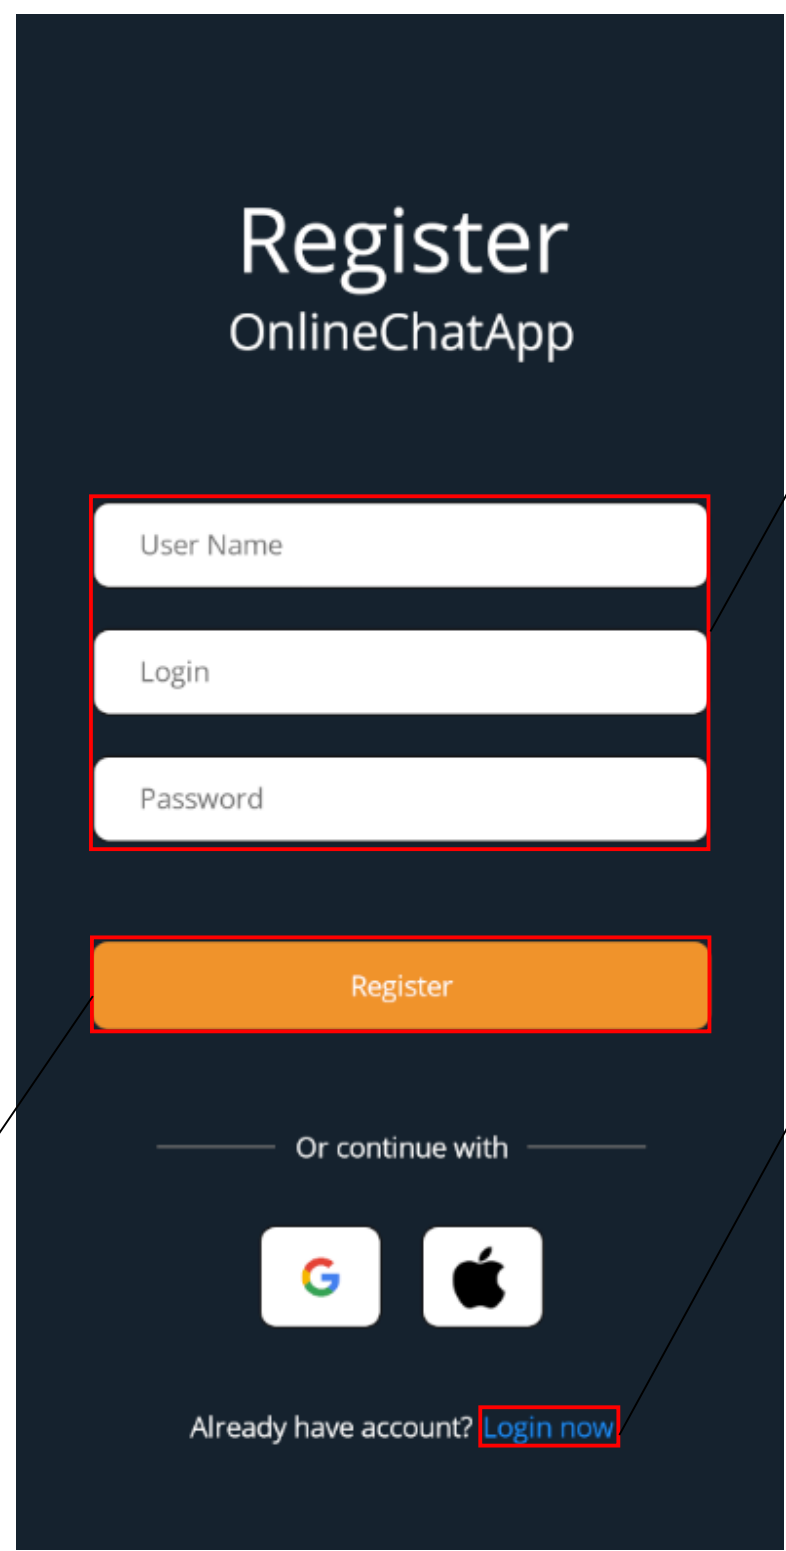 Register
OnlineChatApp
User Name
Login
Password
Register
Or continue with
Already have account? Login now